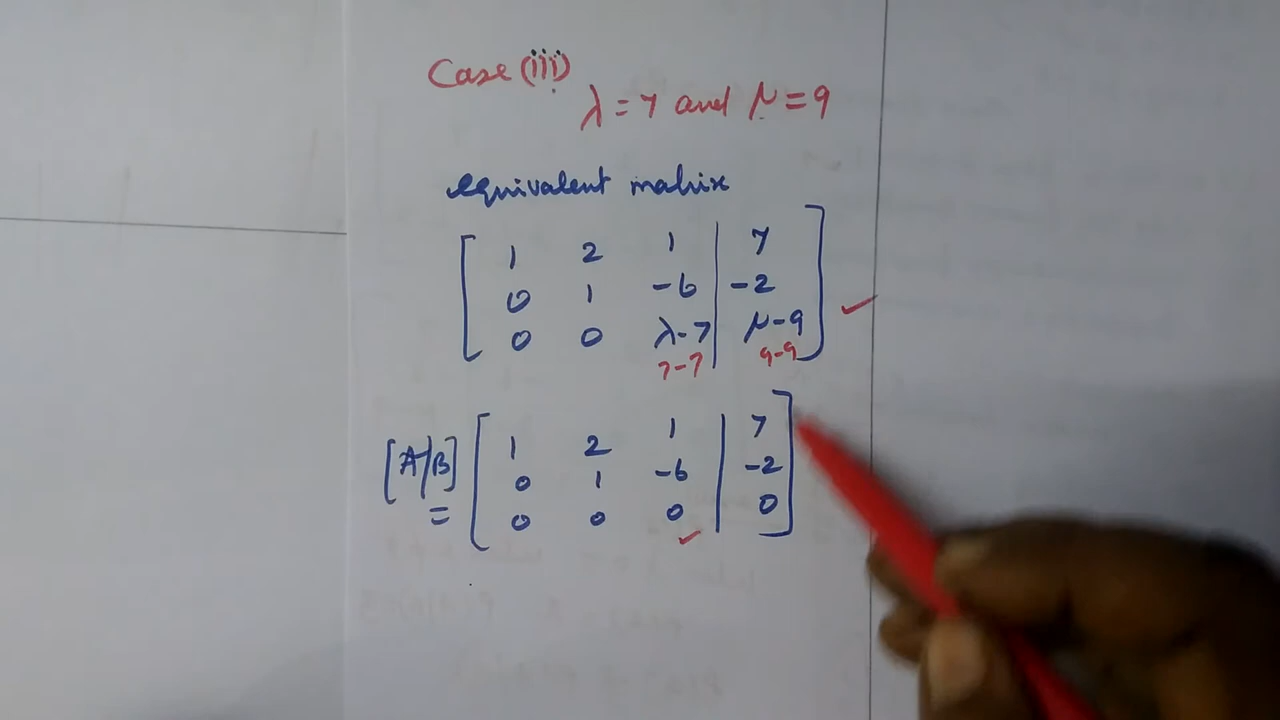 Case (iii)
λ = 7 and μ = 9
equivalent matrix
1 2 1 | 7
0 1 -6 | -2
0 0 λ-7 | μ-9
7-7 9-9
[A/B] = 1 2 1 | 7
0 1 -6 | -2
0 0 0 | 0